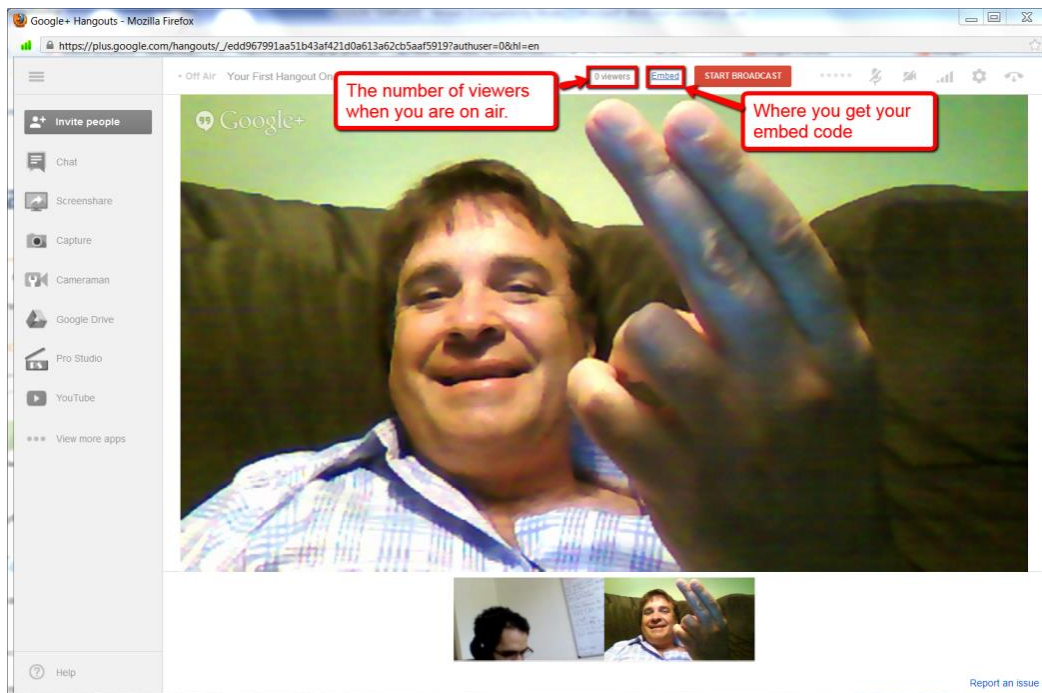 Google+ Hangouts - Mozilla Firefox
https://plus.google.com/hangouts/_/edd967991aa51b43af421d0a613a62cb5aaf5919?authuser=0&hl=en
• Off Air Your First Hangout On
0 viewers
Embed
START BROADCAST
The number of viewers
when you are on air.
Where you get your
embed code
Google+
Invite people
Chat
Screenshare
Capture
Cameraman
Google Drive
Pro Studio
YouTube
View more apps
? Help
Report an issue